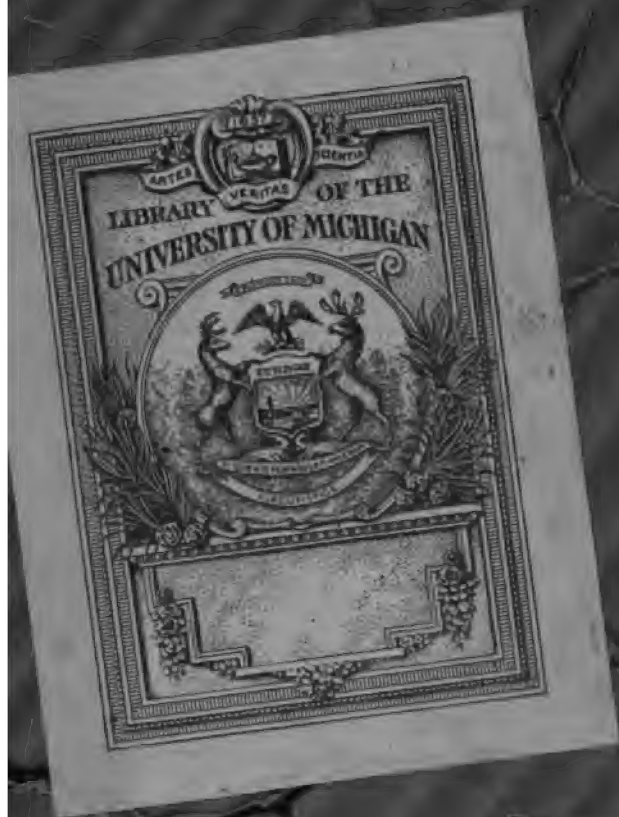 ARTES
SCIENTIA
VERITAS
LIBRARY OF THE
UNIVERSITY OF MICHIGAN